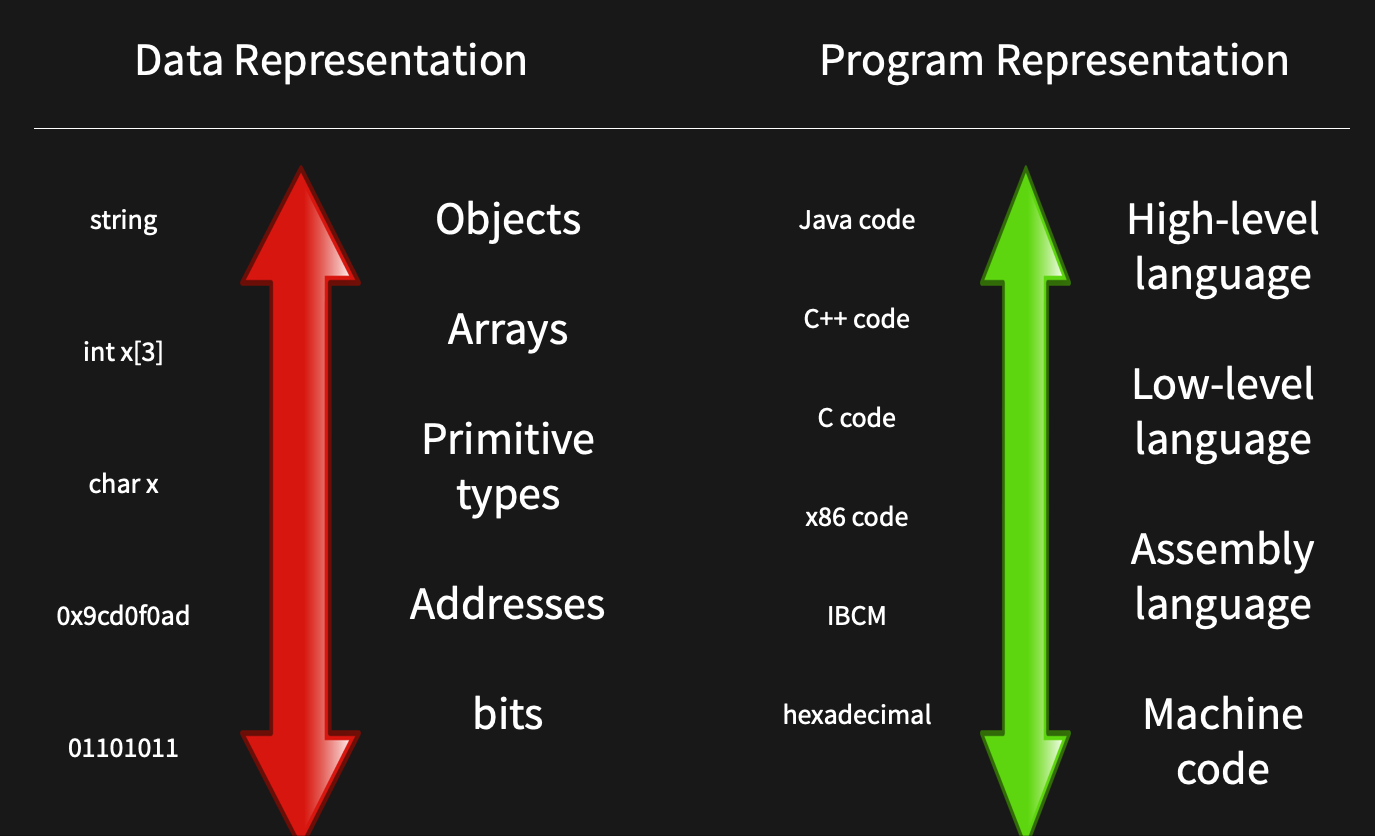 Data Representation
Program Representation
string
int x[3]
char x
0x9cd0f0ad
01101011
Objects
Arrays
Primitive
types
Addresses
bits
Java code
C++ code
C code
x86 code
IBCM
hexadecimal
High-level
language
Low-level
language
Assembly
language
Machine
code